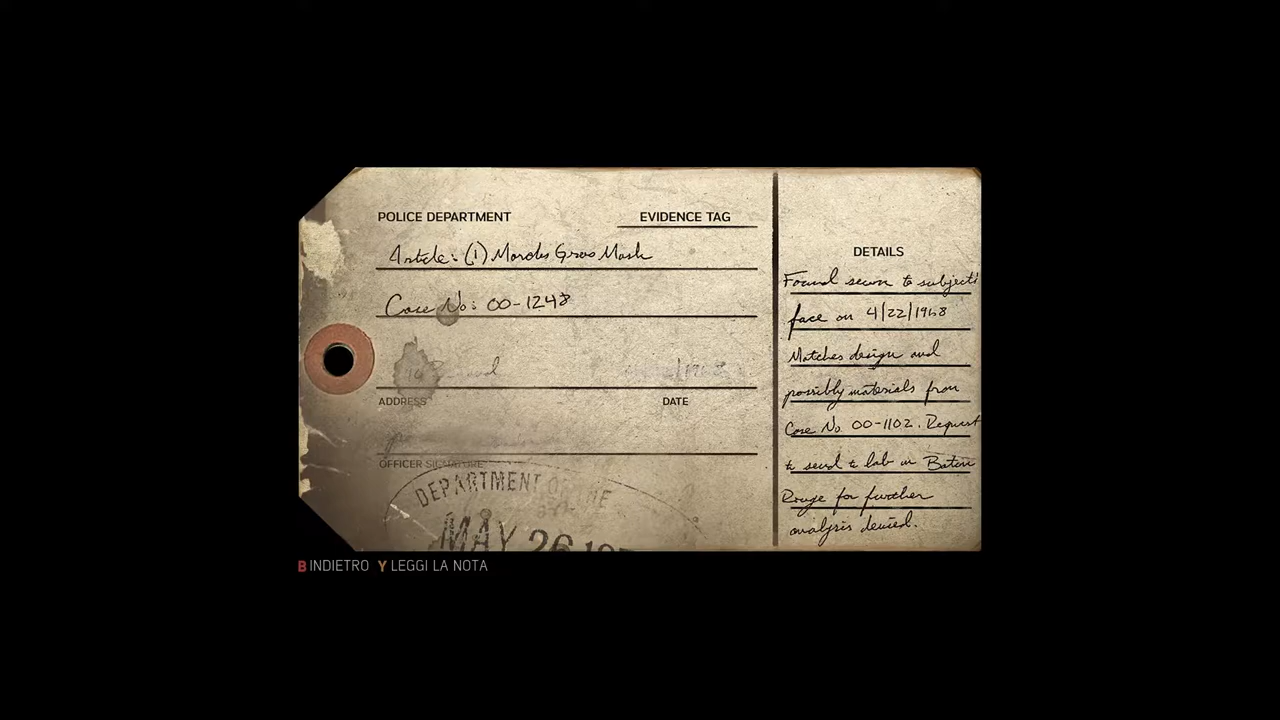 POLICE DEPARTMENT
EVIDENCE TAG
Article: (1) Mardis Gras Mask
Case No: 00-1248
ADDRESS
DATE
OFFICER SIGNATURE
DEPARTMENT OF THE
MAY 26
DETAILS
Found sewn to subject's
face on 4/22/1968
Matches design and
possibly materials from
Case No. 00-1102. Request
to send to lab in Baton
Rouge for further
analysis denied.
B INDIETRO Y LEGGI LA NOTA